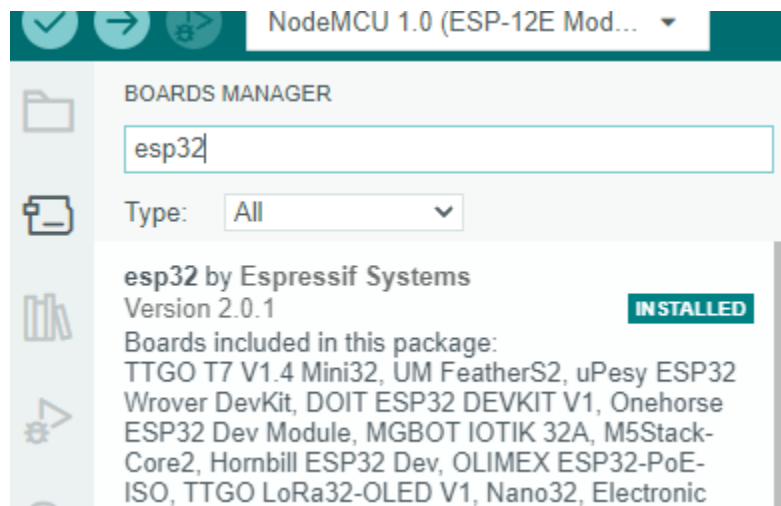 NodeMCU 1.0 (ESP-12E Mod...
BOARDS MANAGER
esp32
Type: All
esp32 by Espressif Systems
Version 2.0.1 INSTALLED
Boards included in this package:
TTGO T7 V1.4 Mini32, UM FeatherS2, uPesy ESP32
Wrover DevKit, DOIT ESP32 DEVKIT V1, Onehorse
ESP32 Dev Module, MGBOT IOTIK 32A, M5Stack-
Core2, Hornbill ESP32 Dev, OLIMEX ESP32-PoE-
ISO, TTGO LoRa32-OLED V1, Nano32, Electronic